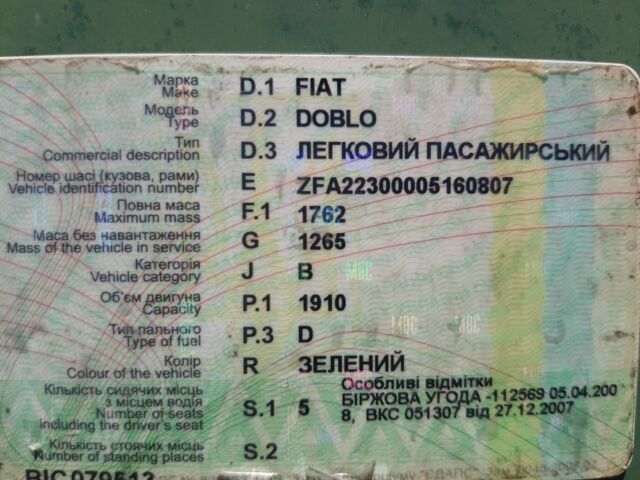 Марка
Make D.1 FIAT
Модель
Type D.2 DOBLO
Тип
Commercial description D.3 ЛЕГКОВИЙ ПАСАЖИРСЬКИЙ
Номер шасі (кузова, рами)
Vehicle identification number E ZFA22300005160807
Повна маса
Maximum mass F.1 1762
Маса без навантаження
Mass of the vehicle in service G 1265
Категорія
Vehicle category J B
Об'єм двигуна
Capacity P.1 1910
Тип пального
Type of fuel P.3 D
Колір
Colour of the vehicle R ЗЕЛЕНИЙ
Кількість сидячих місць
з місцем водія
Number of seats
including the driver's seat S.1 5
Особливі відмітки
БІРЖОВА УГОДА -112569 05.04.200
8, ВКС 051307 від 27.12.2007
Кількість стоячих місць
Number of standing places S.2